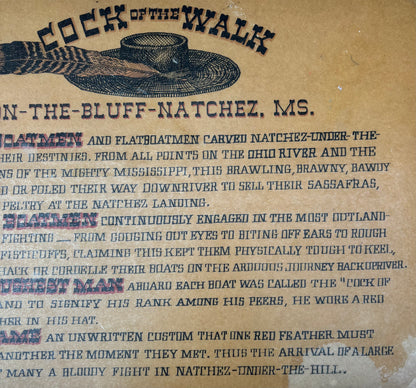 COCK OF THE WALK
ON-THE-BLUFF-NATCHEZ, MS.
BOATMEN AND FLATBOATMEN CARVED NATCHEZ-UNDER-THE-
HEIR DESTINIES. FROM ALL POINTS ON THE OHIO RIVER AND THE
NS OF THE MIGHTY MISSISSIPPI, THIS BRAWLING, BRAWNY, BAWDY
D OR POLED THEIR WAY DOWNRIVER TO SELL THEIR SASSAFRAS,
PELTRY AT THE NATCHEZ LANDING.
BOATMEN CONTINUOUSLY ENGAGED IN THE MOST OUTLAND-
FIGHTING — FROM GOUGING OUT EYES TO BITING OFF EARS TO ROUGH
FISTICUFFS, CLAIMING THIS KEPT THEM PHYSICALLY TOUGH TO KEEL,
HACK OR CORDELLE THEIR BOATS ON THE ARDUOUS JOURNEY BACK UPRIVER.
UGHEST MAN ABOARD EACH BOAT WAS CALLED THE "COCK OF
AND TO SIGNIFY HIS RANK AMONG HIS PEERS, HE WORE A RED
HER IN HIS HAT.
AME AN UNWRITTEN CUSTOM THAT ONE RED FEATHER MUST
ANOTHER THE MOMENT THEY MET. THUS THE ARRIVAL OF A LARGE
T MANY A BLOODY FIGHT IN NATCHEZ-UNDER-THE-HILL.